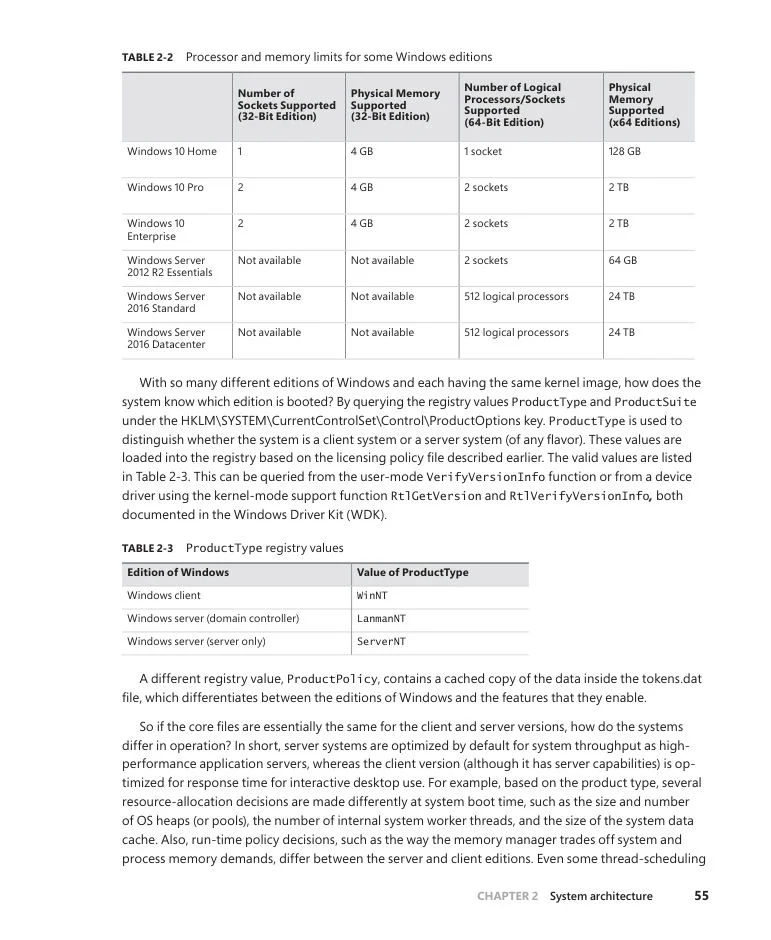 TABLE 2-2 Processor and memory limits for some Windows editions
Number of Sockets Supported (32-Bit Edition) Physical Memory Supported (32-Bit Edition) Number of Logical Processors/Sockets Supported (64-Bit Edition) Physical Memory Supported (x64 Editions)
Windows 10 Home 1 4 GB 1 socket 128 GB
Windows 10 Pro 2 4 GB 2 sockets 2 TB
Windows 10 Enterprise 2 4 GB 2 sockets 2 TB
Windows Server 2012 R2 Essentials Not available Not available 2 sockets 64 GB
Windows Server 2016 Standard Not available Not available 512 logical processors 24 TB
Windows Server 2016 Datacenter Not available Not available 512 logical processors 24 TB
With so many different editions of Windows and each having the same kernel image, how does the
system know which edition is booted? By querying the registry values ProductType and ProductSuite
under the HKLM\SYSTEM\CurrentControlSet\Control\ProductOptions key. ProductType is used to
distinguish whether the system is a client system or a server system (of any flavor). These values are
loaded into the registry based on the licensing policy file described earlier. The valid values are listed
in Table 2-3. This can be queried from the user-mode VerifyVersionInfo function or from a device
driver using the kernel-mode support function RtlGetVersion and RtlVerifyVersionInfo, both
documented in the Windows Driver Kit (WDK).
TABLE 2-3 ProductType registry values
Edition of Windows Value of ProductType
Windows client WinNT
Windows server (domain controller) LanmanNT
Windows server (server only) ServerNT
A different registry value, ProductPolicy, contains a cached copy of the data inside the tokens.dat
file, which differentiates between the editions of Windows and the features that they enable.
So if the core files are essentially the same for the client and server versions, how do the systems
differ in operation? In short, server systems are optimized by default for system throughput as high-
performance application servers, whereas the client version (although it has server capabilities) is op-
timized for response time for interactive desktop use. For example, based on the product type, several
resource-allocation decisions are made differently at system boot time, such as the size and number
of OS heaps (or pools), the number of internal system worker threads, and the size of the system data
cache. Also, run-time policy decisions, such as the way the memory manager trades off system and
process memory demands, differ between the server and client editions. Even some thread-scheduling
CHAPTER 2 System architecture 55